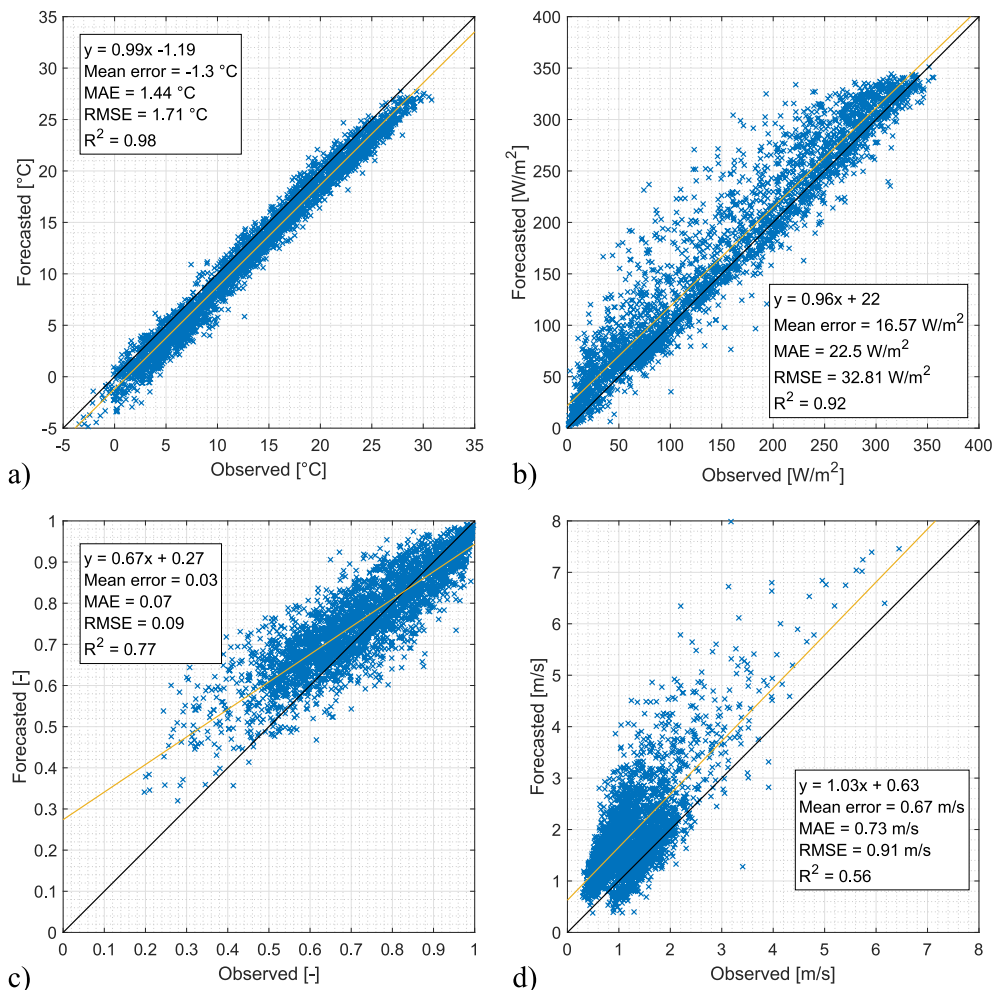 35
30
25
20
15
10
5
0
-5
Forecasted [°C]
y = 0.99x -1.19
Mean error = -1.3 °C
MAE = 1.44 °C
RMSE = 1.71 °C
R² = 0.98
-5 0 5 10 15 20 25 30 35
Observed [°C]
a)
400
350
300
250
200
150
100
50
0
Forecasted [W/m²]
y = 0.96x + 22
Mean error = 16.57 W/m²
MAE = 22.5 W/m²
RMSE = 32.81 W/m²
R² = 0.92
0 50 100 150 200 250 300 350 400
Observed [W/m²]
b)
1
0.9
0.8
0.7
0.6
0.5
0.4
0.3
0.2
0.1
0
Forecasted [-]
y = 0.67x + 0.27
Mean error = 0.03
MAE = 0.07
RMSE = 0.09
R² = 0.77
0 0.1 0.2 0.3 0.4 0.5 0.6 0.7 0.8 0.9 1
Observed [-]
c)
8
7
6
5
4
3
2
1
0
Forecasted [m/s]
y = 1.03x + 0.63
Mean error = 0.67 m/s
MAE = 0.73 m/s
RMSE = 0.91 m/s
R² = 0.56
0 1 2 3 4 5 6 7 8
Observed [m/s]
d)